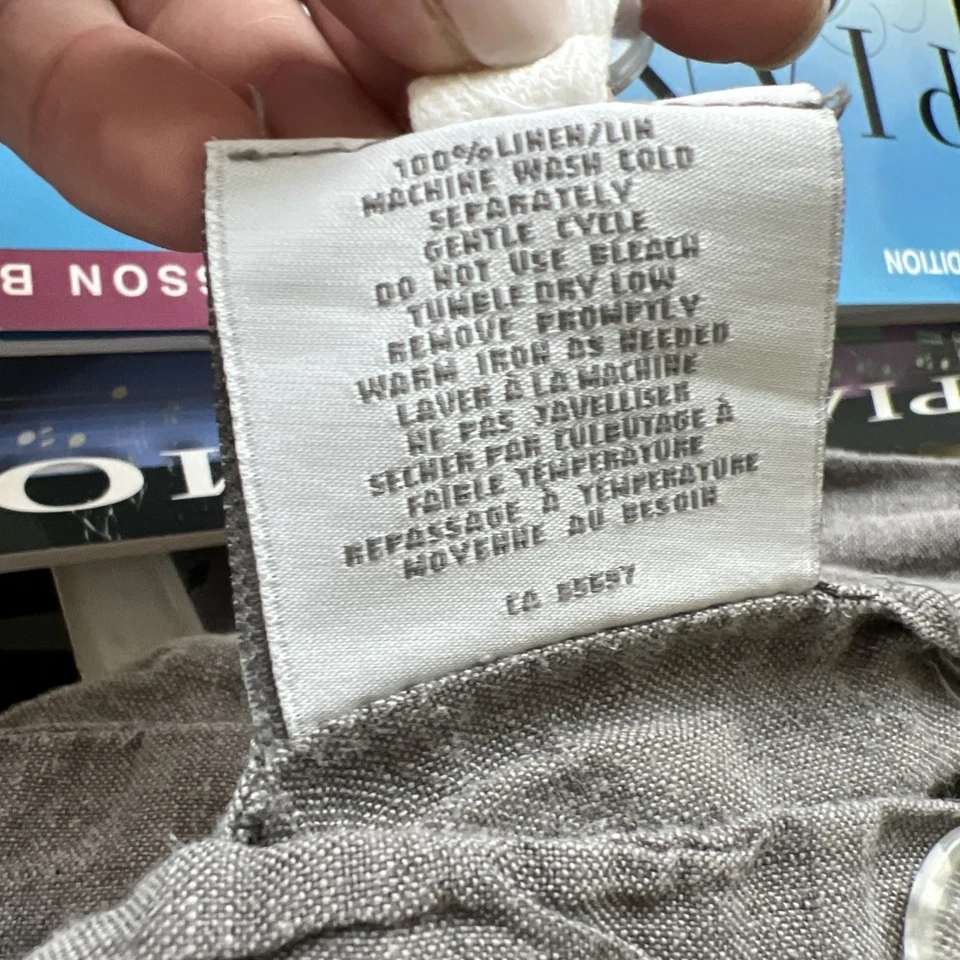 100% LINEN/LIN
MACHINE WASH COLD
SEPARATELY
GENTLE CYCLE
DO NOT USE BLEACH
TUMBLE DRY LOW
REMOVE PROMPTLY
WARM IRON AS NEEDED
LAVER À LA MACHINE
NE PAS JAVELLISER
SECHER PAR CULBUTAGE À
FAIBLE TEMPERATURE
REPASSAGE À TEMPERATURE
MOYENNE AU BESOIN